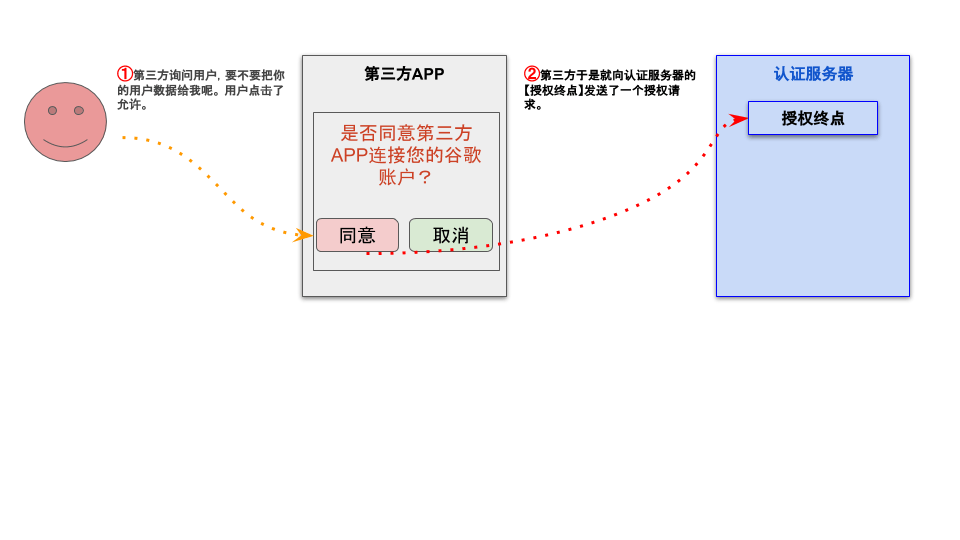 ①第三方询问用户，要不要把你
的用户数据给我呢。用户点击了
允许。
第三方APP
是否同意第三方
APP连接您的谷歌
账户？
同意
取消
②第三方于是就向认证服务器的
【授权终点】发送了一个授权请
求。
认证服务器
授权终点